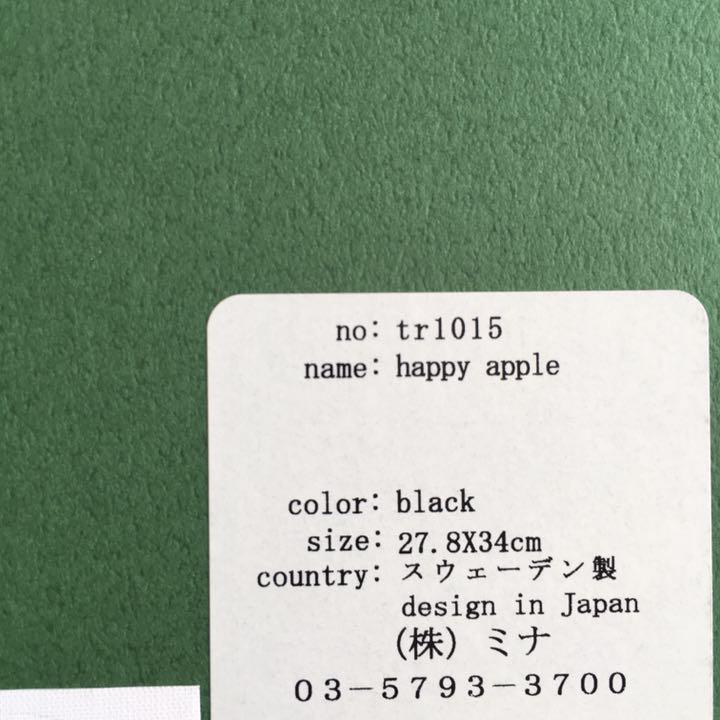 no: tr1015
name: happy apple
color: black
size: 27.8X34cm
country: スウェーデン製
design in Japan
(株) ミナ
03−5793−3700